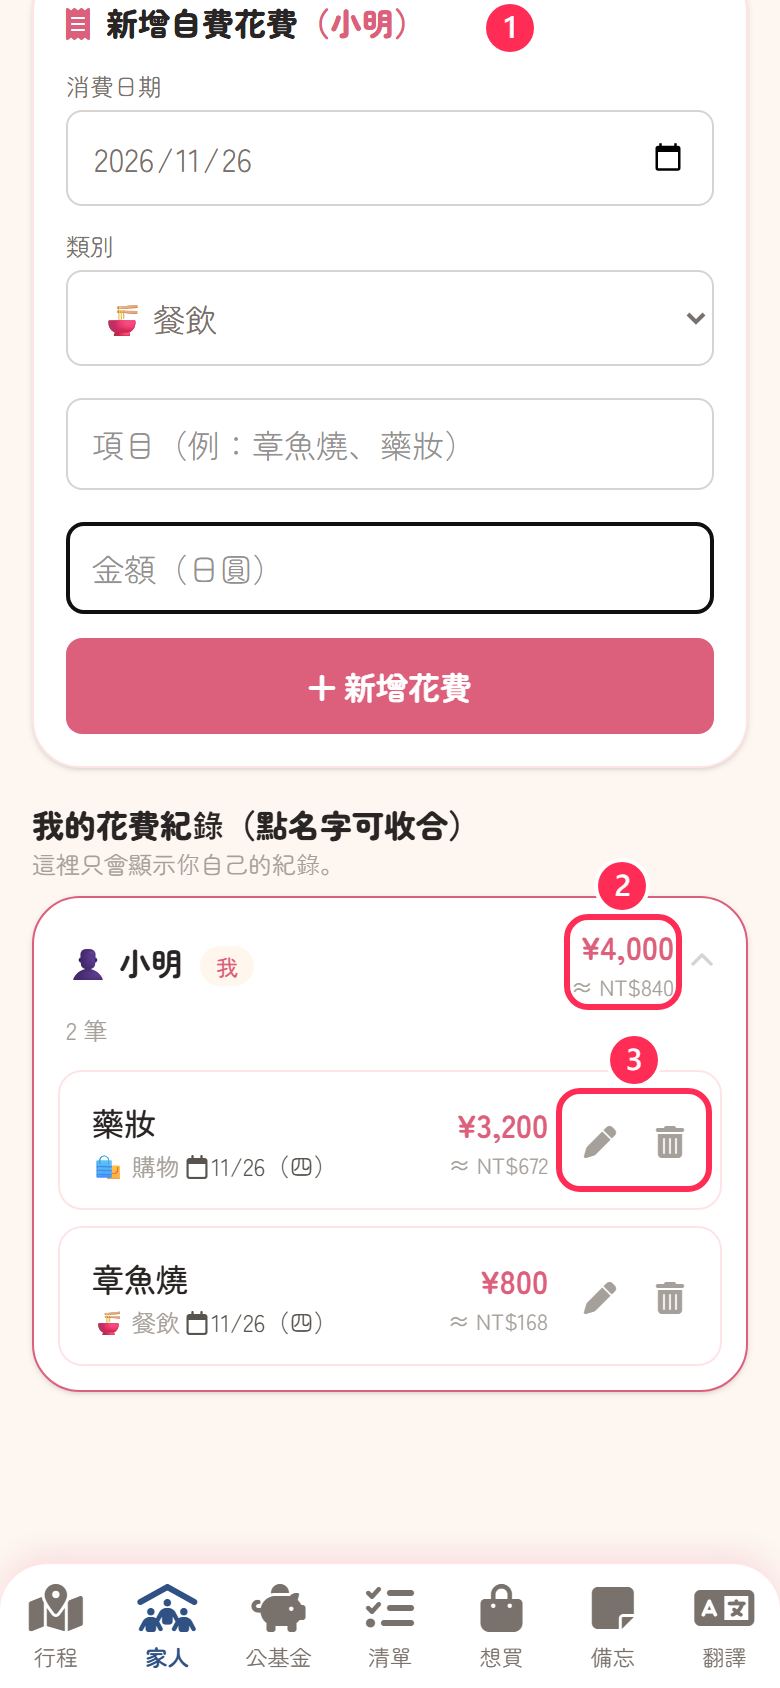 新增自費花費（小明） 1
消費日期
2026/11/26
類別
餐飲
項目（例：章魚燒、藥妝）
金額（日圓）
＋新增花費
我的花費紀錄（點名字可收合）
這裡只會顯示你自己的紀錄。
2
小明 我 ¥4,000
≈ NT$840
2 筆
3
藥妝 ¥3,200
購物 11/26（四） ≈ NT$672
章魚燒 ¥800
餐飲 11/26（四） ≈ NT$168
行程 家人 公基金 清單 想買 備忘 翻譯